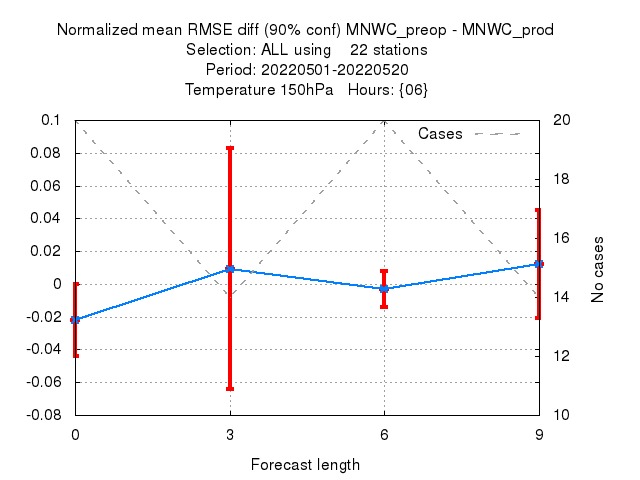 Normalized mean RMSE diff (90% conf) MNWC_preop - MNWC_prod
Selection: ALL using 22 stations
Period: 20220501-20220520
Temperature 150hPa Hours: {06}
Cases
0.1
0.08
0.06
0.04
0.02
0
-0.02
-0.04
-0.06
-0.08
20
18
16
14
12
10
No cases
0 3 6 9
Forecast length